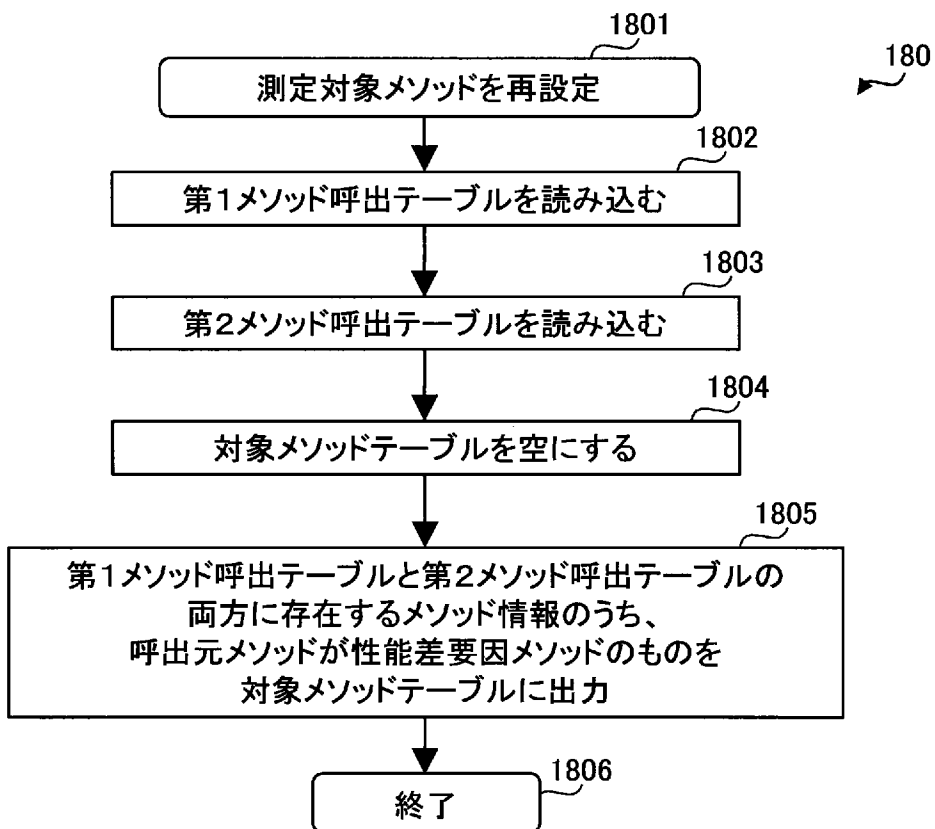 1801
180
測定対象メソッドを再設定
1802
第1メソッド呼出テーブルを読み込む
1803
第2メソッド呼出テーブルを読み込む
1804
対象メソッドテーブルを空にする
1805
第1メソッド呼出テーブルと第2メソッド呼出テーブルの
両方に存在するメソッド情報のうち、
呼出元メソッドが性能差要因メソッドのものを
対象メソッドテーブルに出力
1806
終了